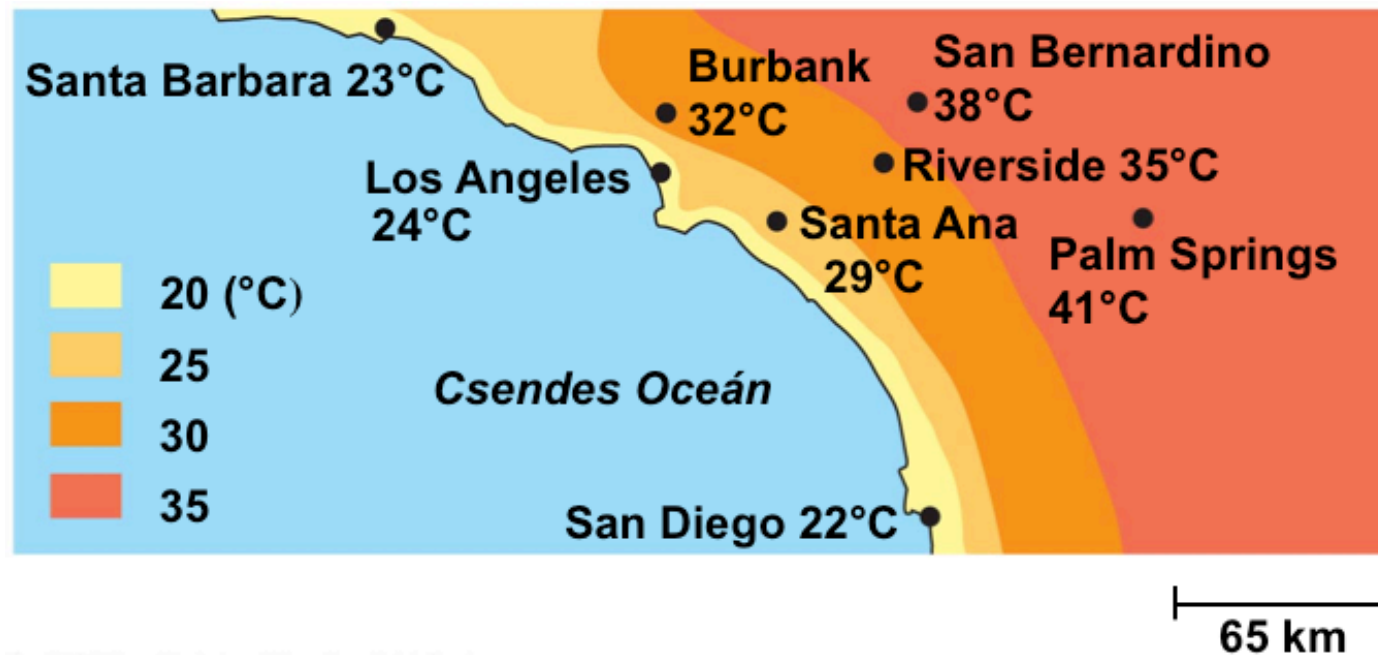 Santa Barbara 23°C
Burbank
32°C
San Bernardino
38°C
Los Angeles
24°C
Riverside 35°C
Santa Ana
29°C
Palm Springs
41°C
20 (°C)
25
30
35
Csendes Oceán
San Diego 22°C
65 km